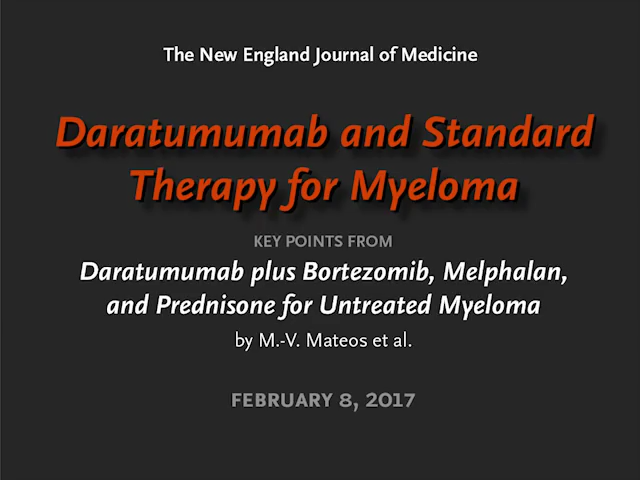 The New England Journal of Medicine
Daratumumab and Standard
Therapy for Myeloma
KEY POINTS FROM
Daratumumab plus Bortezomib, Melphalan,
and Prednisone for Untreated Myeloma
by M.-V. Mateos et al.
FEBRUARY 8, 2017